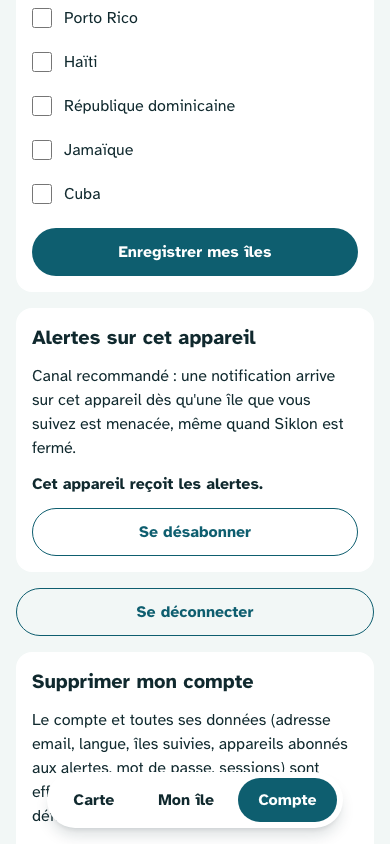 Porto Rico
Haïti
République dominicaine
Jamaïque
Cuba
Enregistrer mes îles
Alertes sur cet appareil
Canal recommandé : une notification arrive
sur cet appareil dès qu'une île que vous
suivez est menacée, même quand Siklon est
fermé.
Cet appareil reçoit les alertes.
Se désabonner
Se déconnecter
Supprimer mon compte
Le compte et toutes ses données (adresse
email, langue, îles suivies, appareils abonnés
aux alertes, mot de passe, sessions) sont
Carte
Mon île
Compte